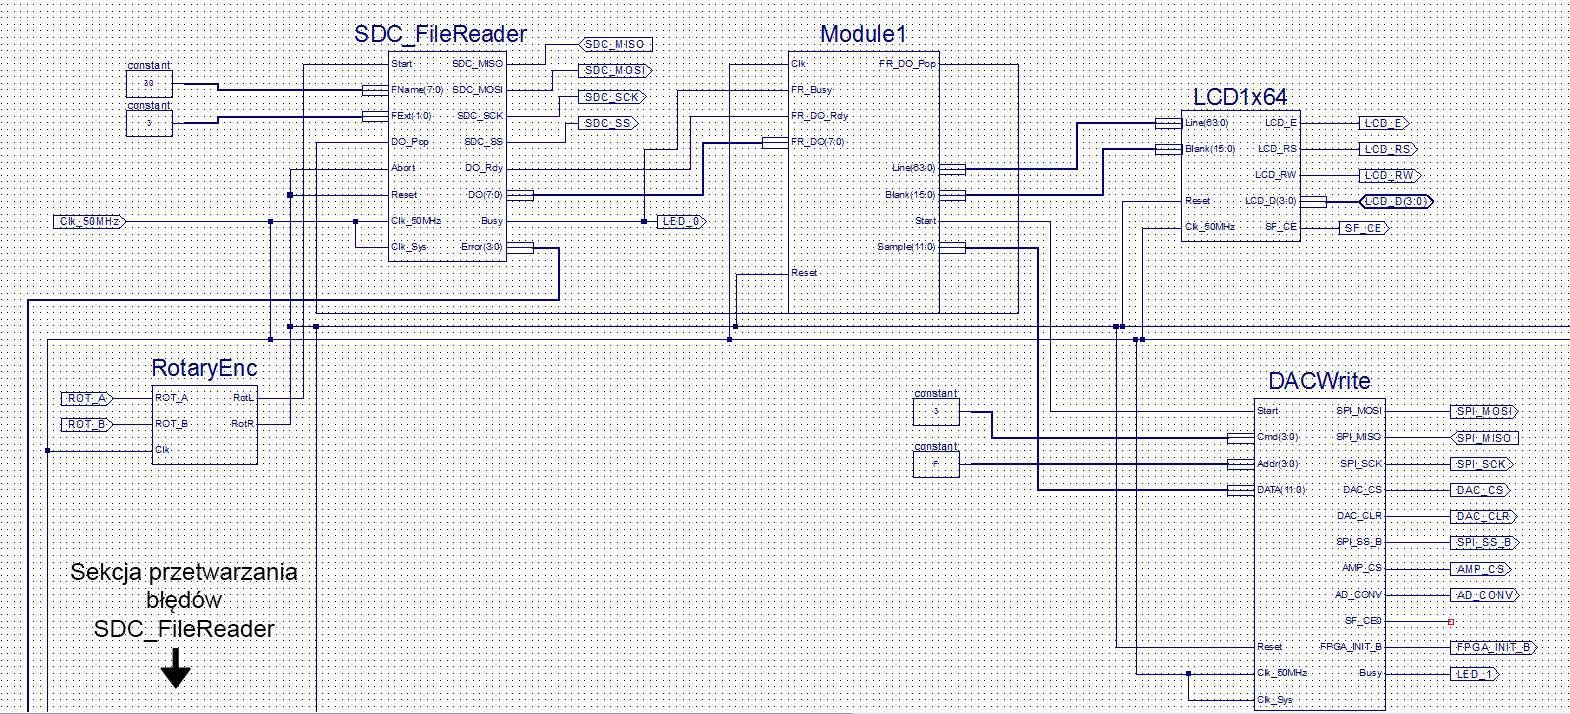 SDC_FileReader
Start
FName(7:0)
FExt(1:0)
DO_Pop
Abort
Reset
Clk_50MHz
Clk_Sys
SDC_MISO
SDC_MOSI
SDC_SCK
SDC_SS
DO_Rdy
DO(7:0)
Busy
Error(3:0)
constant
30
constant
3
Clk_50MHz
SDC_MISO
SDC_MOSI
SDC_SCK
SDC_SS
LED_0
Module1
Clk
FR_Busy
FR_DO_Rdy
FR_DO(7:0)
Reset
FR_DO_Pop
Line(63:0)
Blank(15:0)
Start
Sample(11:0)
LCD1x64
Line(63:0)
Blank(15:0)
Reset
Clk_50MHz
LCD_E
LCD_RS
LCD_RW
LCD_D(3:0)
SF_CE
LCD_E
LCD_RS
LCD_RW
LCD_D(3:0)
SF_CE
RotaryEnc
ROT_A
ROT_B
ROT_A
ROT_B
Clk
RotL
RotR
constant
3
constant
F
DACWrite
Start
Cmd(3:0)
Addr(3:0)
DATA(11:0)
Reset
Clk_50MHz
Clk_Sys
SPI_MOSI
SPI_MISO
SPI_SCK
DAC_CS
DAC_CLR
SPI_SS_B
AMP_CS
AD_CONV
SF_CE0
FPGA_INIT_B
Busy
SPI_MOSI
SPI_MISO
SPI_SCK
DAC_CS
DAC_CLR
SPI_SS_B
AMP_CS
AD_CONV
FPGA_INIT_B
LED_1
Sekcja przetwarzania
błędów
SDC_FileReader